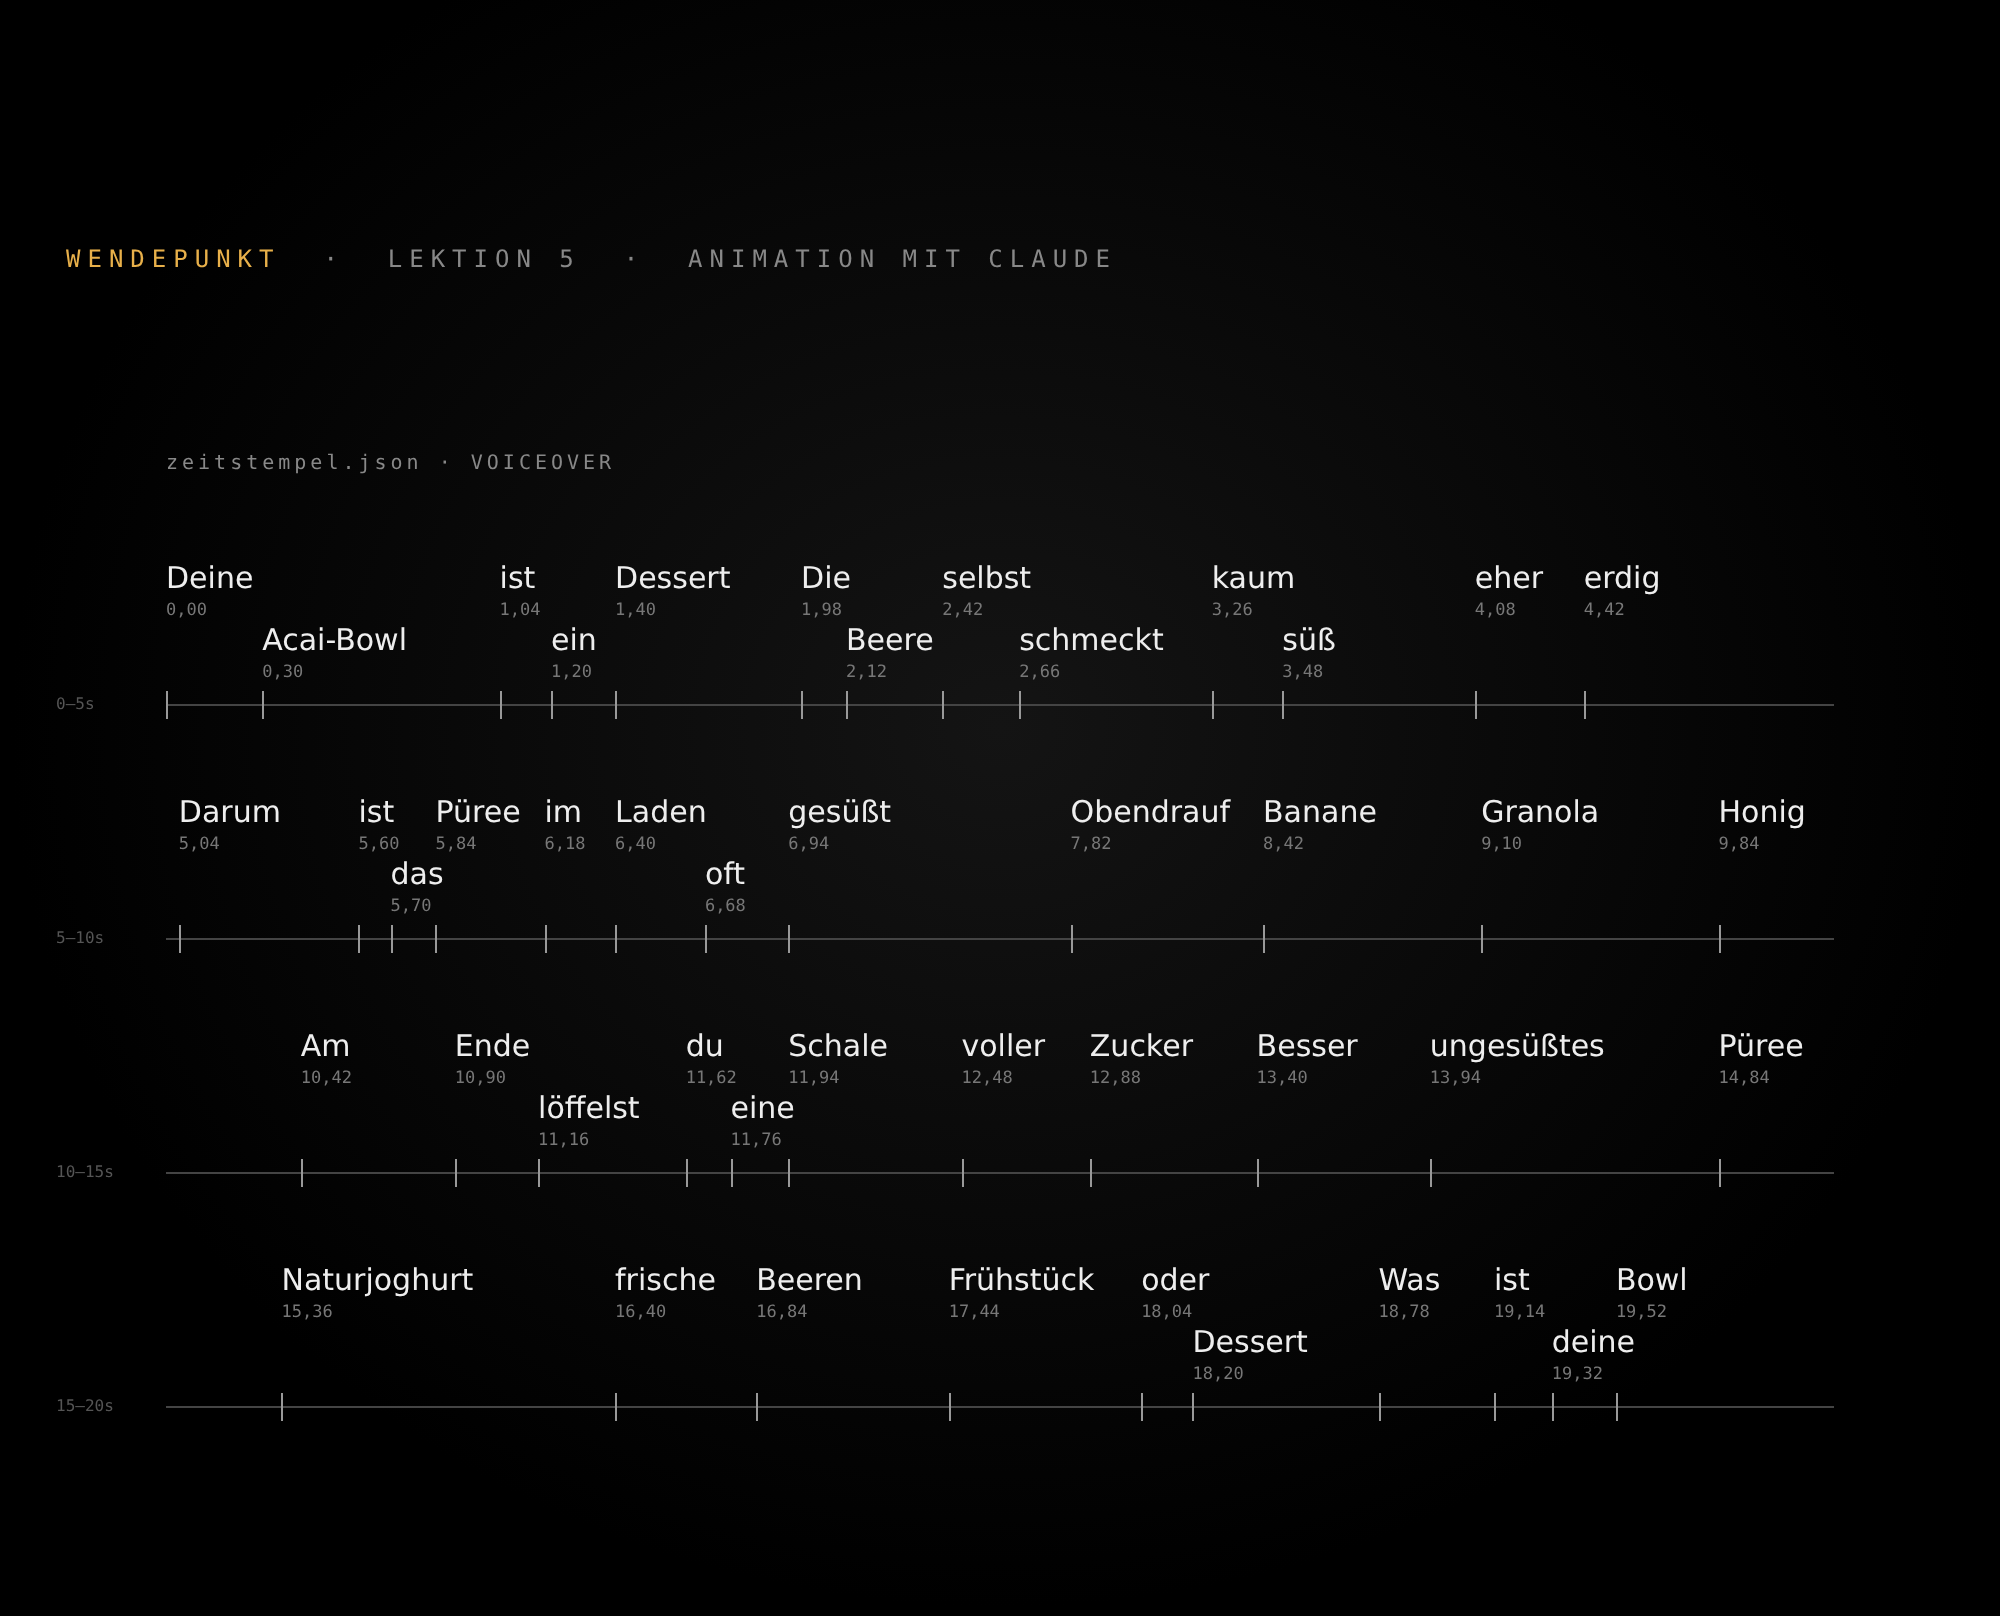 WENDEPUNKT · LEKTION 5 · ANIMATION MIT CLAUDE
zeitstempel.json · VOICEOVER
Deine ist Dessert Die selbst kaum eher erdig
0,00 1,04 1,40 1,98 2,42 3,26 4,08 4,42
Acai-Bowl ein Beere schmeckt süß
0,30 1,20 2,12 2,66 3,48
0–5s
Darum ist Püree im Laden gesüßt Obendrauf Banane Granola Honig
5,04 5,60 5,84 6,18 6,40 6,94 7,82 8,42 9,10 9,84
das oft
5,70 6,68
5–10s
Am Ende du Schale voller Zucker Besser ungesüßtes Püree
10,42 10,90 11,62 11,94 12,48 12,88 13,40 13,94 14,84
löffelst eine
11,16 11,76
10–15s
Naturjoghurt frische Beeren Frühstück oder Was ist Bowl
15,36 16,40 16,84 17,44 18,04 18,78 19,14 19,52
Dessert deine
18,20 19,32
15–20s